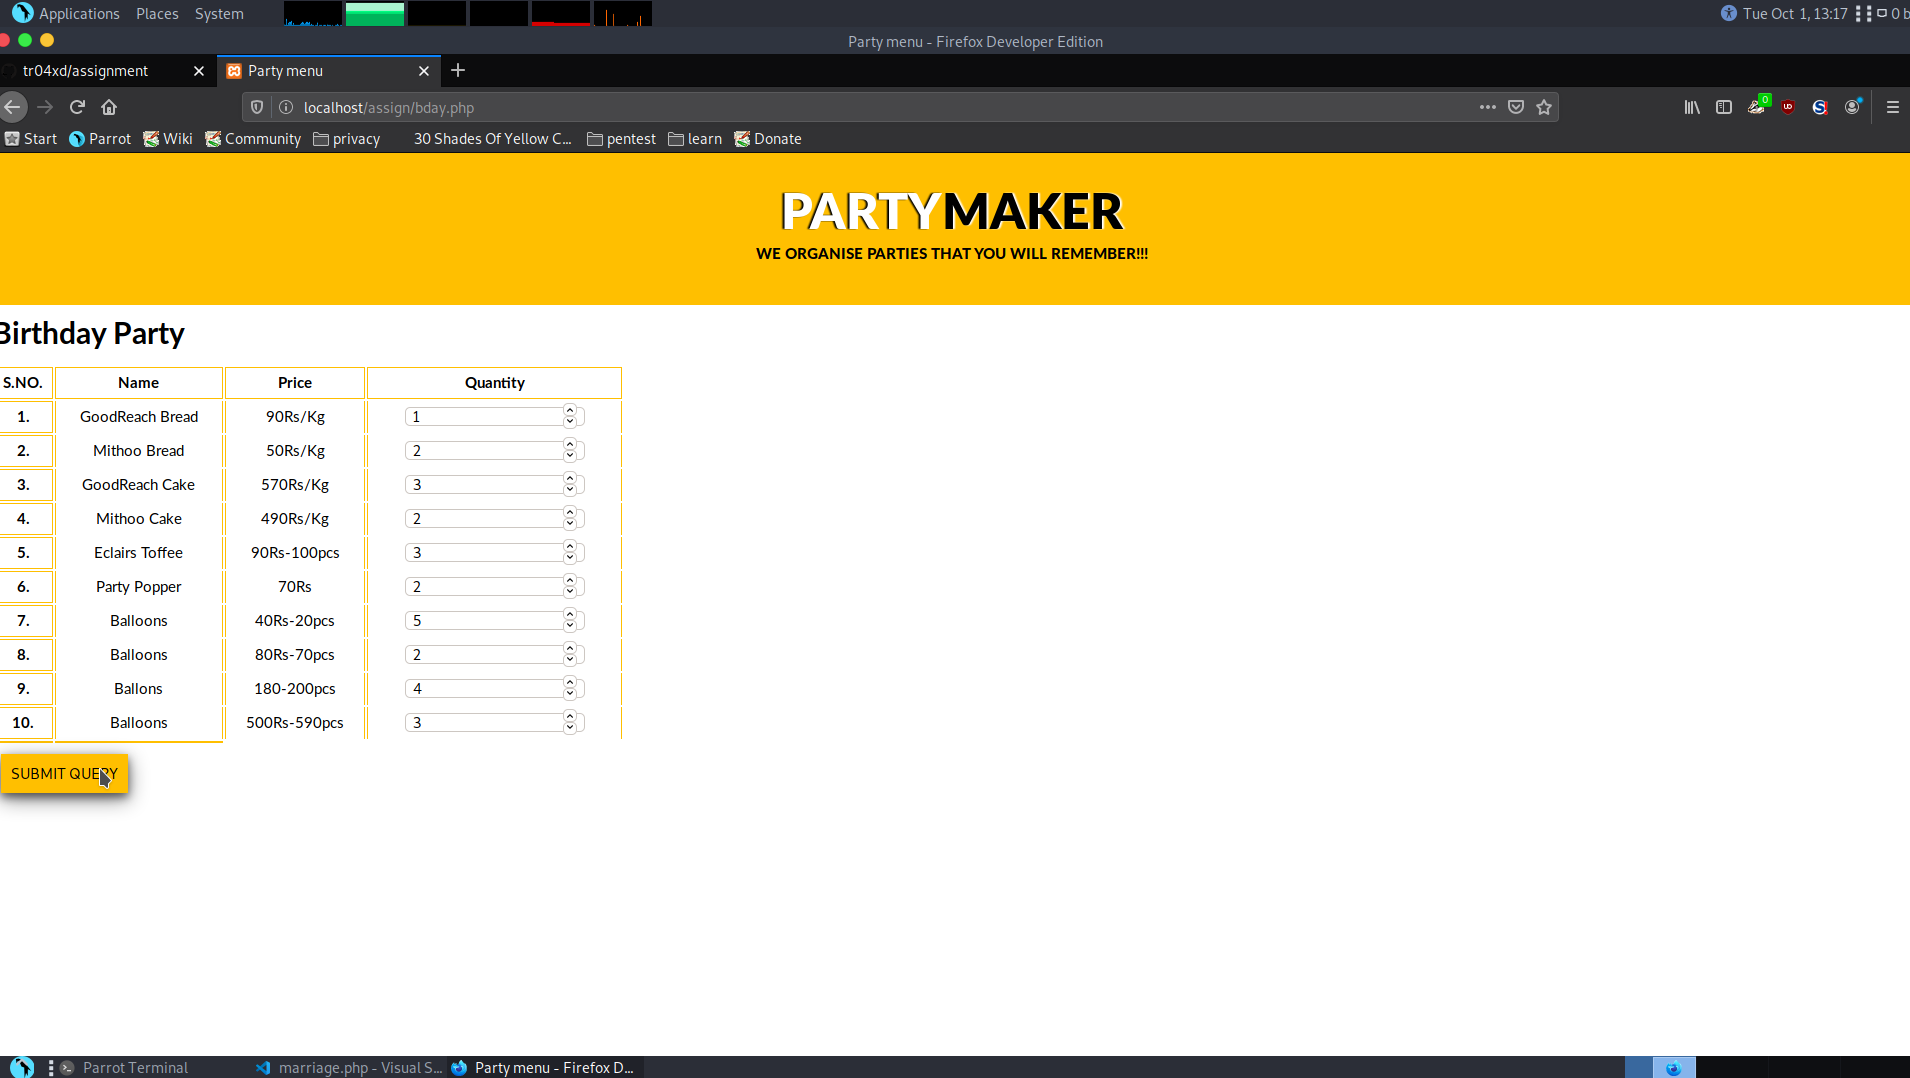 Applications Places System Tue Oct 1, 13:17 0 b
Party menu - Firefox Developer Edition
tr04xd/assignment Party menu
localhost/assign/bday.php 0
Start Parrot Wiki Community privacy 30 Shades Of Yellow C... pentest learn Donate
PARTYMAKER
WE ORGANISE PARTIES THAT YOU WILL REMEMBER!!!
Birthday Party
S.NO. Name Price Quantity
1. GoodReach Bread 90Rs/Kg 1
2. Mithoo Bread 50Rs/Kg 2
3. GoodReach Cake 570Rs/Kg 3
4. Mithoo Cake 490Rs/Kg 2
5. Eclairs Toffee 90Rs-100pcs 3
6. Party Popper 70Rs 2
7. Balloons 40Rs-20pcs 5
8. Balloons 80Rs-70pcs 2
9. Ballons 180-200pcs 4
10. Balloons 500Rs-590pcs 3
SUBMIT QUERY
Parrot Terminal marriage.php - Visual S... Party menu - Firefox D...